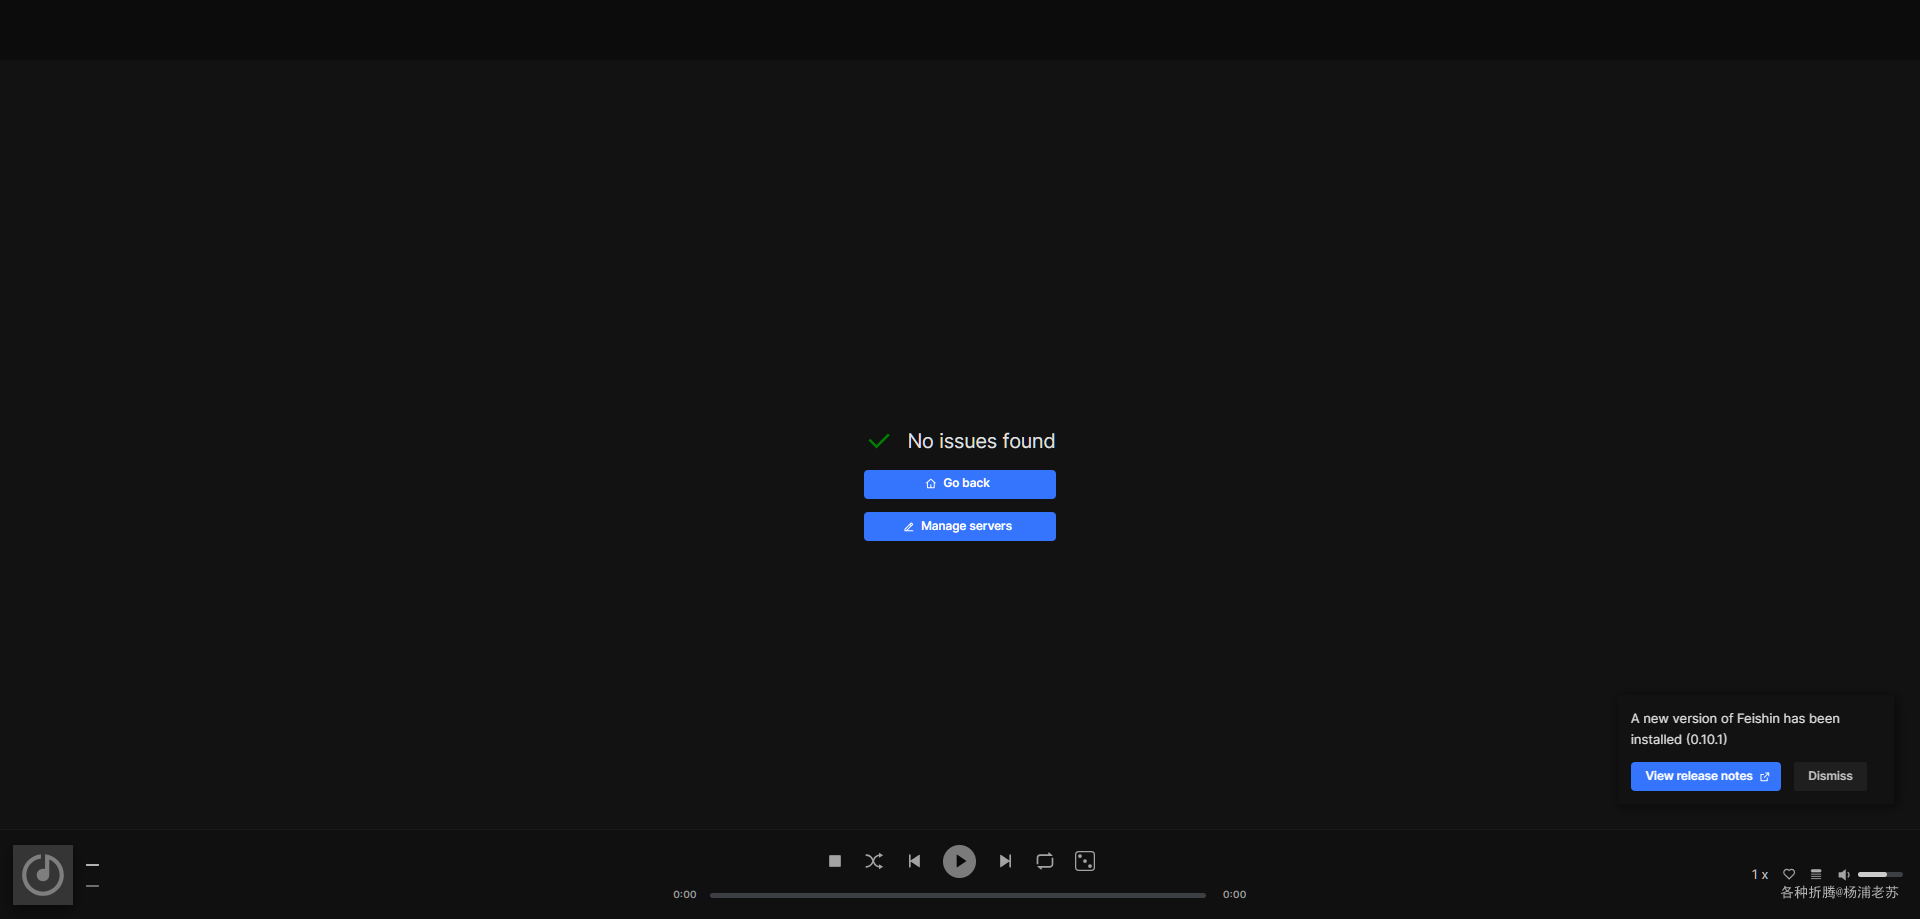 No issues found
Go back
Manage servers
A new version of Feishin has been
installed (0.10.1)
View release notes
Dismiss
0:00
0:00
1 x
各种折腾@杨浦老苏